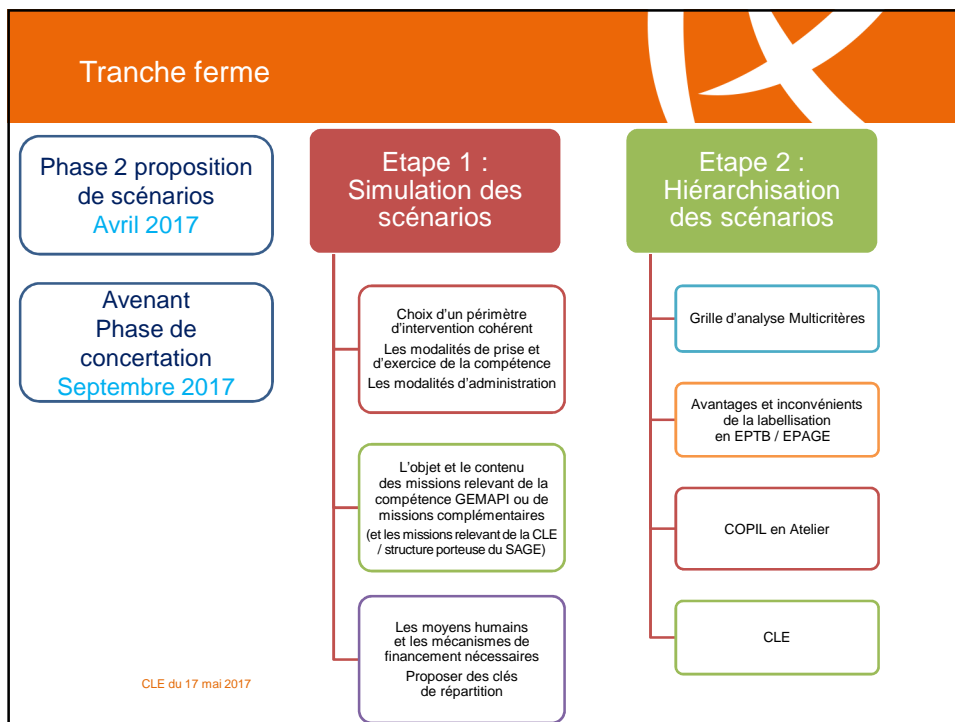 Tranche ferme
Phase 2 proposition
de scénarios
Avril 2017
Avenant
Phase de
concertation
Septembre 2017
Etape 1 :
Simulation des
scénarios
Choix d'un périmètre
d'intervention cohérent
Les modalités de prise et
d'exercice de la compétence
Les modalités d'administration
L'objet et le contenu
des missions relevant de la
compétence GEMAPI ou de
missions complémentaires
(et les missions relevant de la CLE
/ structure porteuse du SAGE)
Les moyens humains
et les mécanismes de
financement nécessaires
Proposer des clés
de répartition
Etape 2 :
Hiérarchisation
des scénarios
Grille d'analyse Multicritères
Avantages et inconvénients
de la labellisation
en EPTB / EPAGE
COPIL en Atelier
CLE
CLE du 17 mai 2017